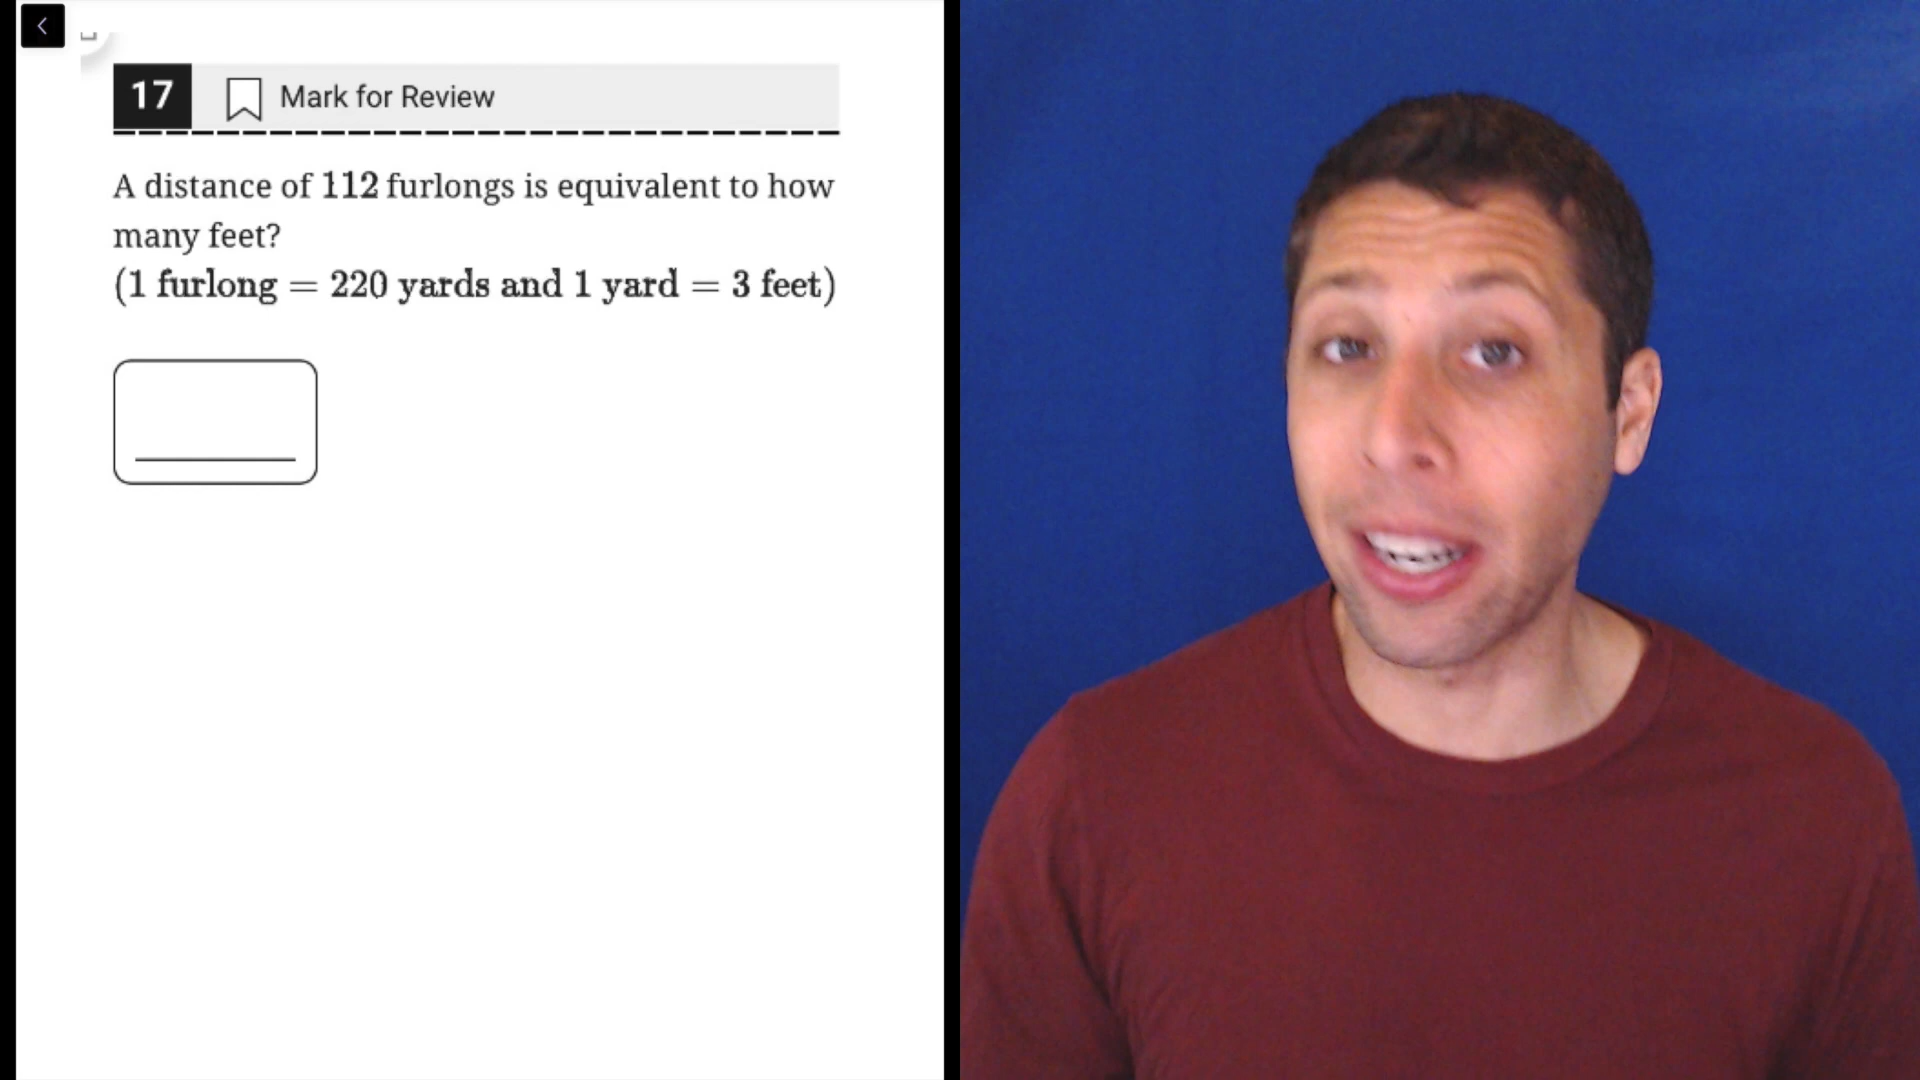 17 Mark for Review
A distance of 112 furlongs is equivalent to how
many feet?
(1 furlong = 220 yards and 1 yard = 3 feet)